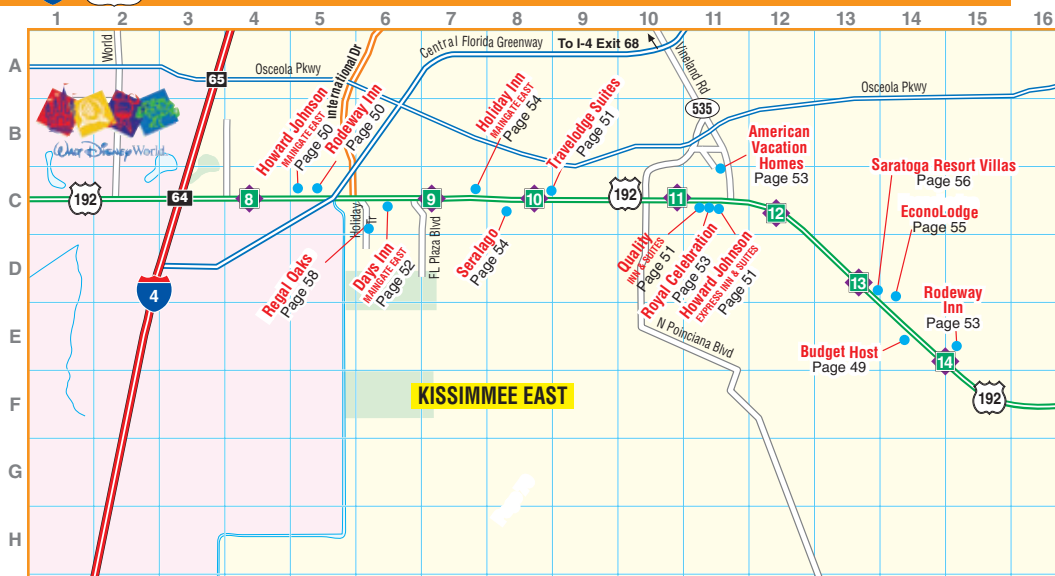 1 2 3 4 5 6 7 8 9 10 11 12 13 14 15 16
A
B
C
D
E
F
G
H
World
65
Osceola Pkwy
International Dr
Central Florida Greenway
To I-4 Exit 68
Vineland Rd
535
Osceola Pkwy
Walt Disney World
Howard Johnson
MAINGATE EAST
Page 50
Rodeway Inn
Page 50
Holiday Inn
MAINGATE EAST
Page 54
Travelodge Suites
Page 51
American
Vacation
Homes
Page 53
Saratoga Resort Villas
Page 56
EconoLodge
Page 55
192
64
8
9
10
192
11
12
13
14
192
4
Holiday
Tr
FL Plaza Blvd
Regal Oaks
Page 58
Days Inn
MAINGATE EAST
Page 52
Seralago
Page 54
Quality
INN & SUITES
Page 51
Royal Celebration
Page 53
Howard Johnson
EXPRESS INN & SUITES
Page 51
N Poinciana Blvd
Rodeway
Inn
Page 53
Budget Host
Page 49
KISSIMMEE EAST